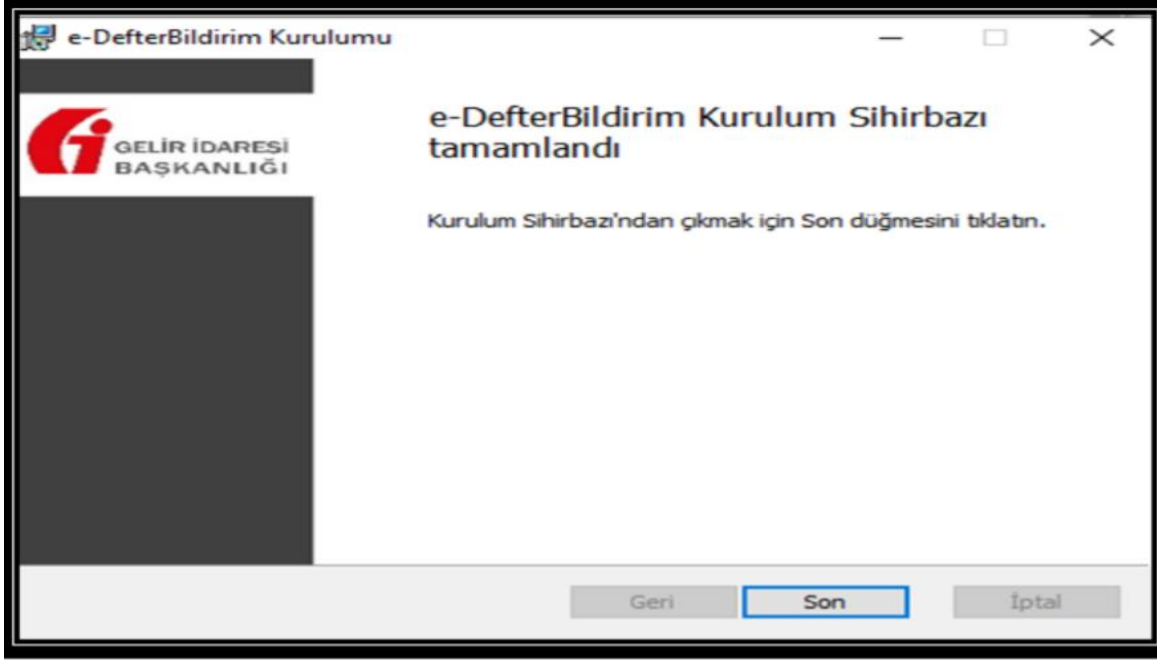 e-DefterBildirim Kurulumu
GELİR İDARESİ
BAŞKANLIĞI
e-DefterBildirim Kurulum Sihirbazı
tamamlandı
Kurulum Sihirbazı'ndan çıkmak için Son düğmesini tıklatın.
Geri
Son
İptal